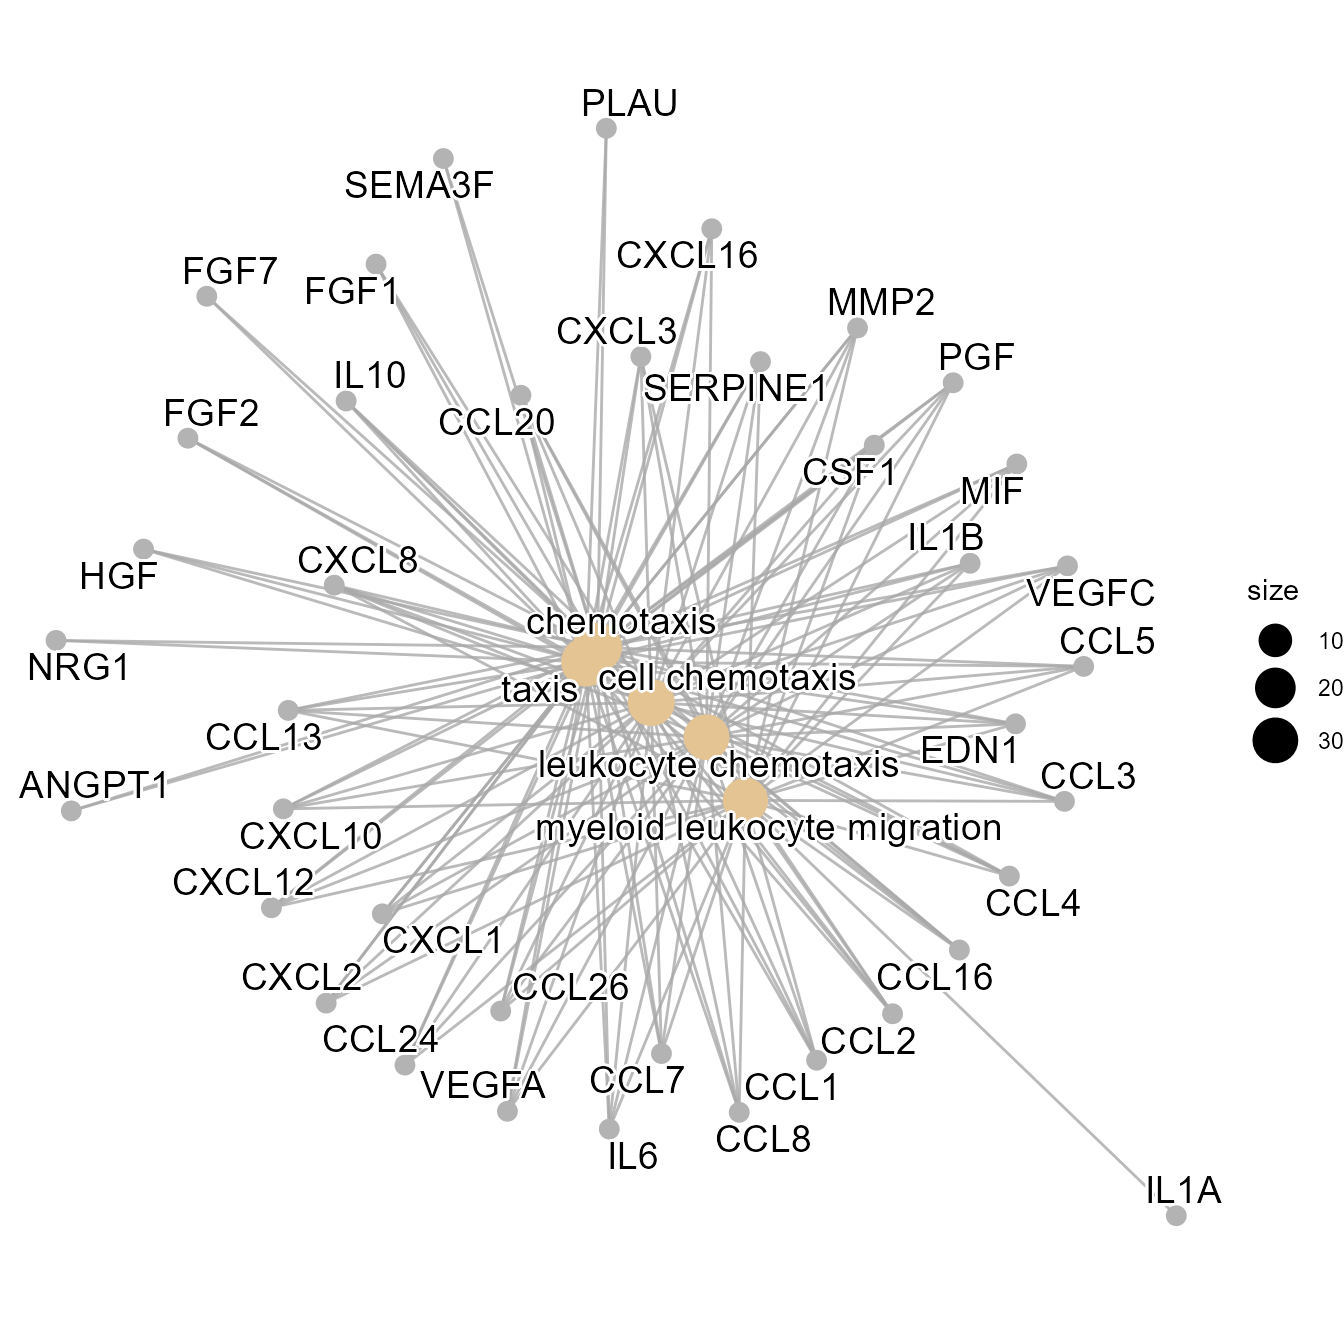 PLAU
SEMA3F
CXCL16
FGF7
FGF1
MMP2
CXCL3
PGF
IL10
SERPINE1
FGF2
CCL20
CSF1
MIF
IL1B
CXCL8
HGF
VEGFC
size
chemotaxis
10
CCL5
NRG1
cell chemotaxis
taxis
20
CCL13
EDN1
30
leukocyte chemotaxis
CCL3
ANGPT1
myeloid leukocyte migration
CXCL10
CXCL12
CCL4
CXCL1
CXCL2
CCL16
CCL26
CCL24
CCL2
VEGFA
CCL7
CCL1
CCL8
IL6
IL1A